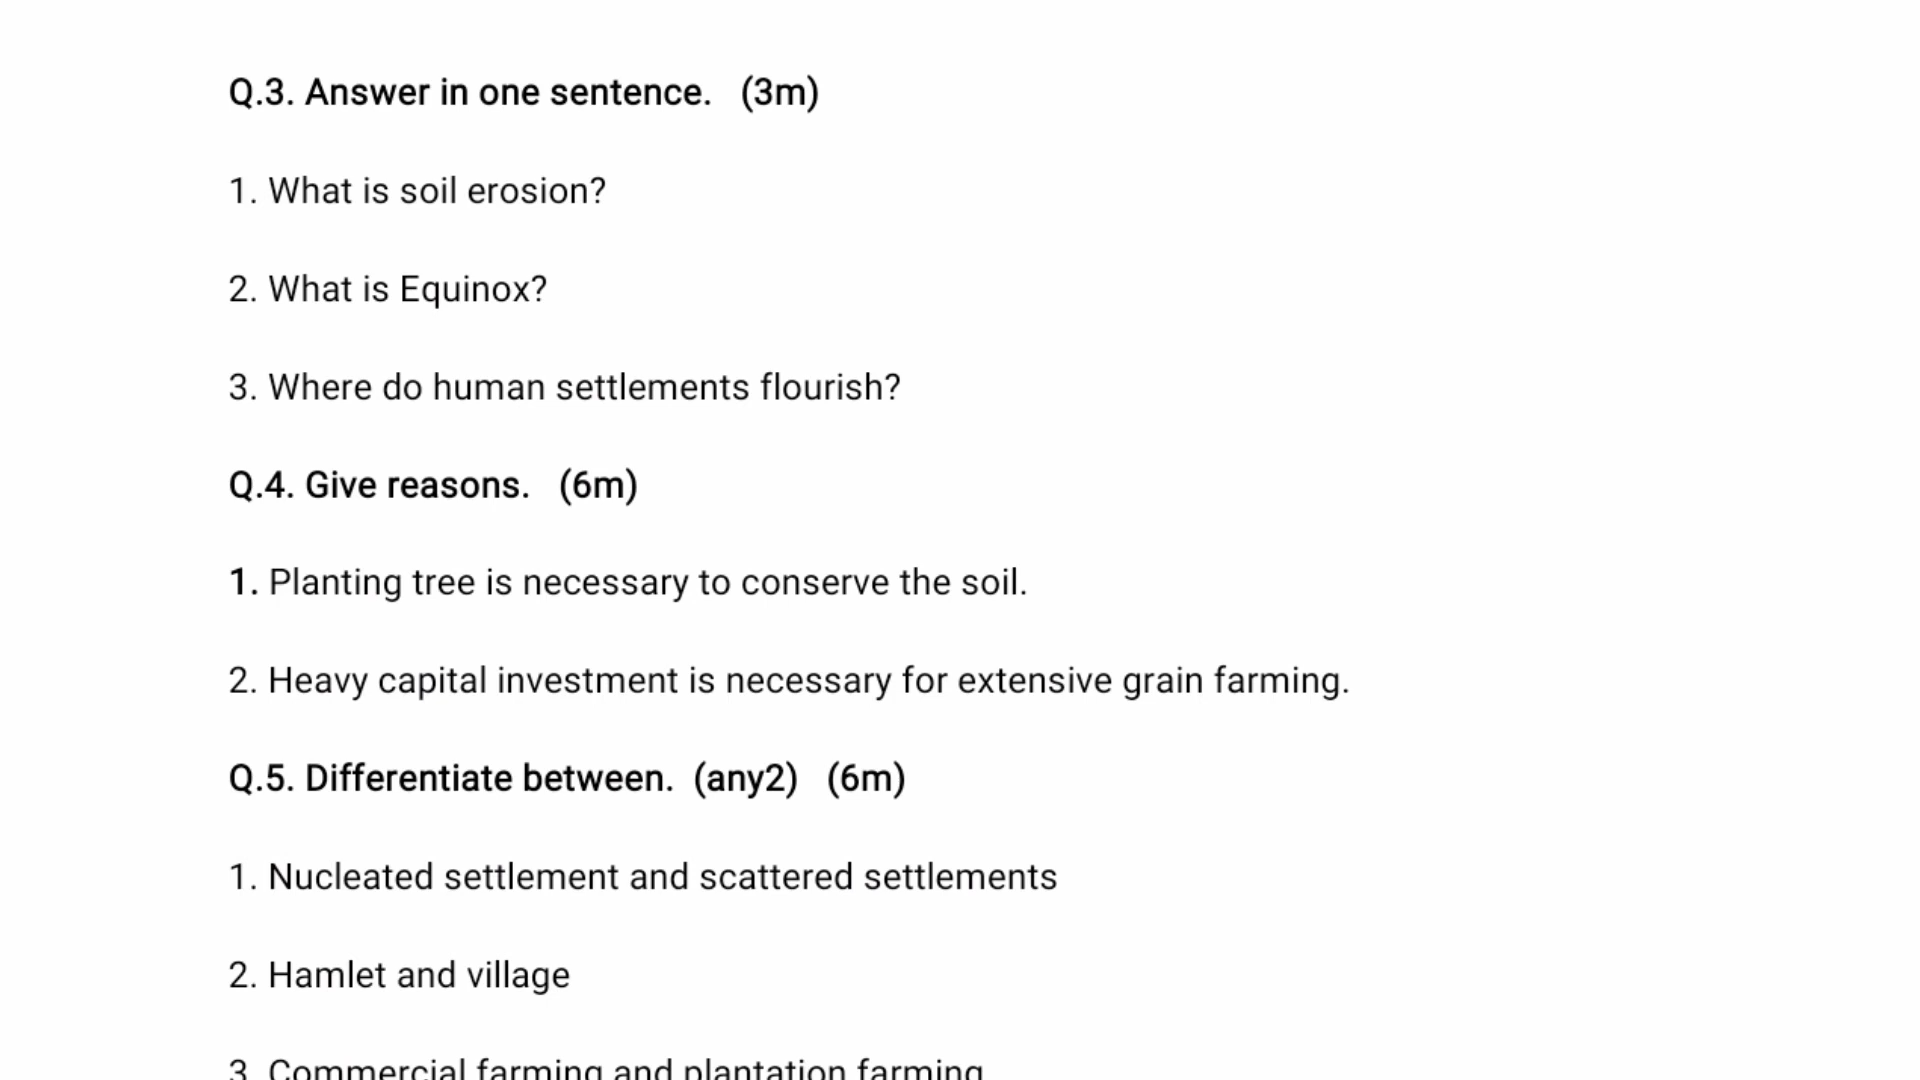 Q.3. Answer in one sentence. (3m)
1. What is soil erosion?
2. What is Equinox?
3. Where do human settlements flourish?
Q.4. Give reasons. (6m)
1. Planting tree is necessary to conserve the soil.
2. Heavy capital investment is necessary for extensive grain farming.
Q.5. Differentiate between. (any2) (6m)
1. Nucleated settlement and scattered settlements
2. Hamlet and village
3. Commercial farming and plantation farming